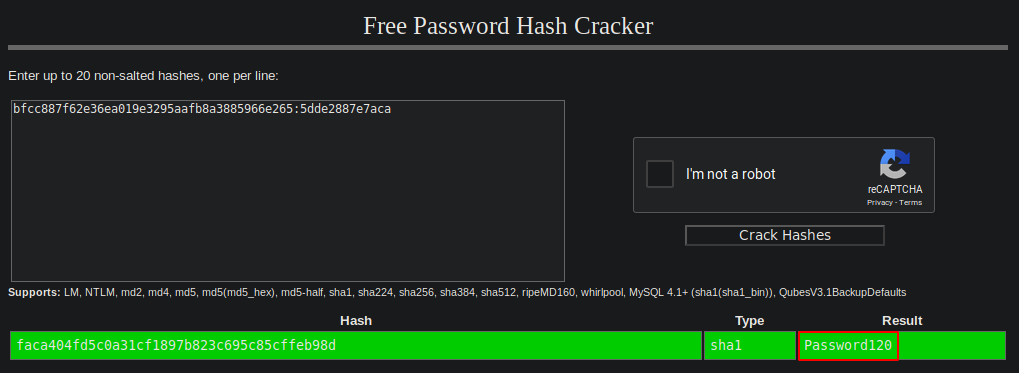 Free Password Hash Cracker
Enter up to 20 non-salted hashes, one per line:
bfcc887f62e36ea019e3295aafb8a3885966e265:5dde2887e7aca
I'm not a robot
reCAPTCHA
Privacy - Terms
Crack Hashes
Supports: LM, NTLM, md2, md4, md5, md5(md5_hex), md5-half, sha1, sha224, sha256, sha384, sha512, ripeMD160, whirlpool, MySQL 4.1+ (sha1(sha1_bin)), QubesV3.1BackupDefaults
Hash Type Result
faca404fd5c0a31cf1897b823c695c85cffeb98d sha1 Password120